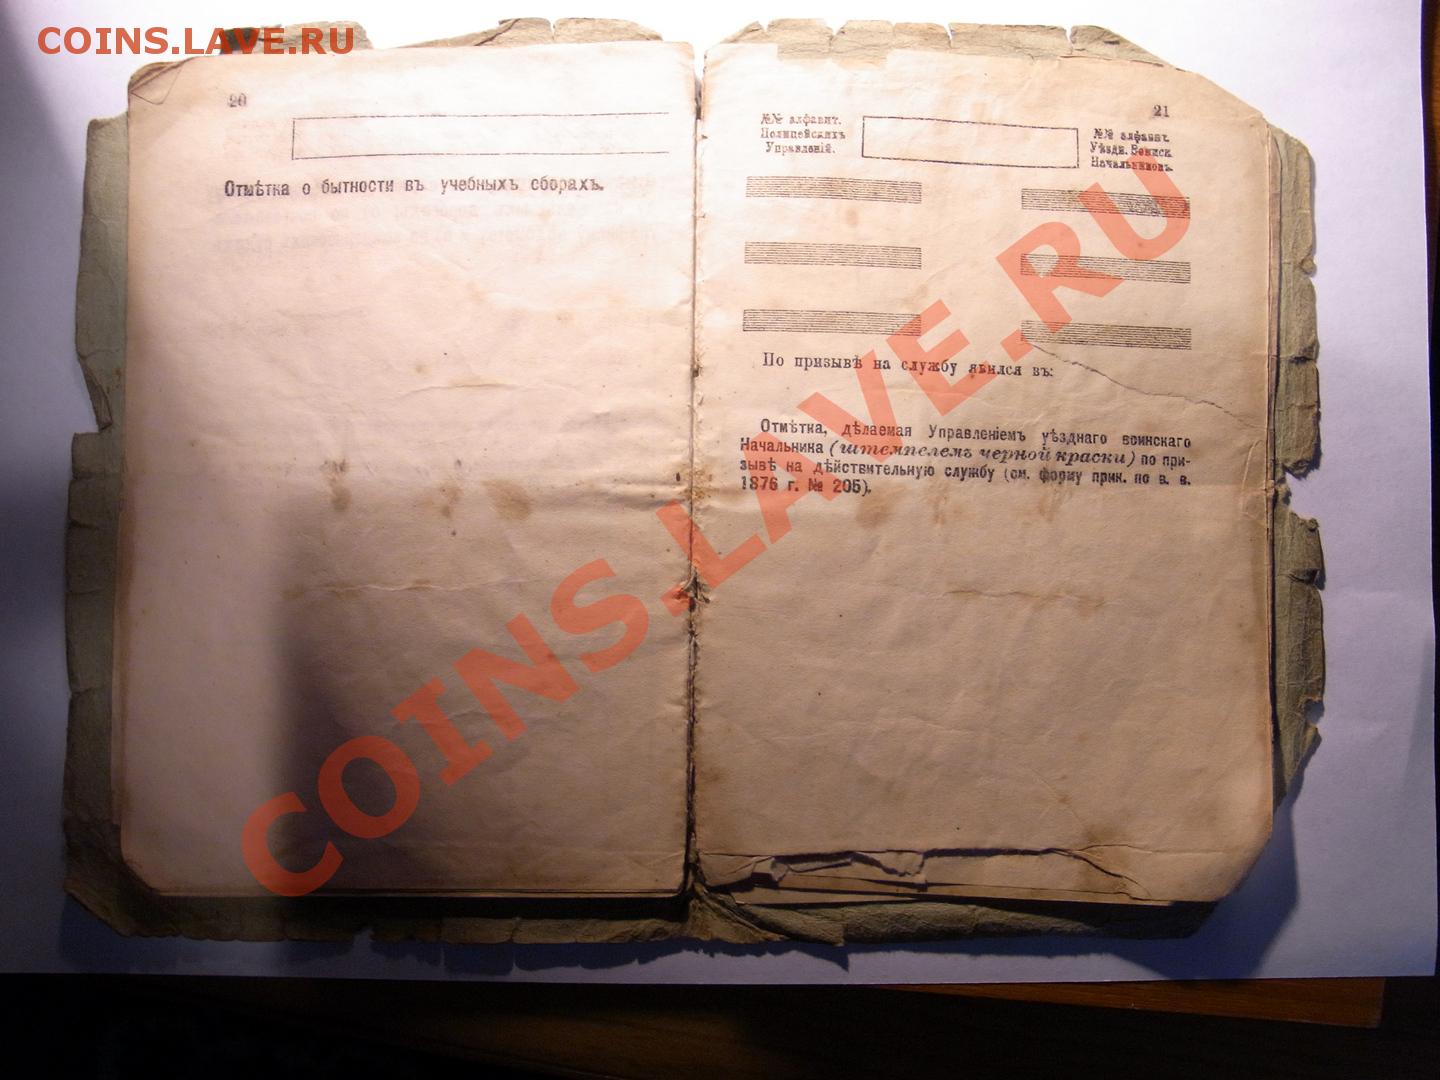 COINS.LAVE.RU
20
Отмѣтка о бытности въ учебныхъ сборахъ.
21
№№ алфавит.
Полицейскихъ
Управленій.
№№ алфавит.
Уѣздн. Воинск.
Начальниковъ.
По призывѣ на службу явился въ:
Отмѣтка, дѣлаемая Управленіемъ уѣзднаго воинскаго
Начальника (штемпелемъ черной краски) по при-
зывѣ на дѣйствительную службу (см. форму прик. по в. в.
1876 г. № 205).
COINS.LAVE.RU